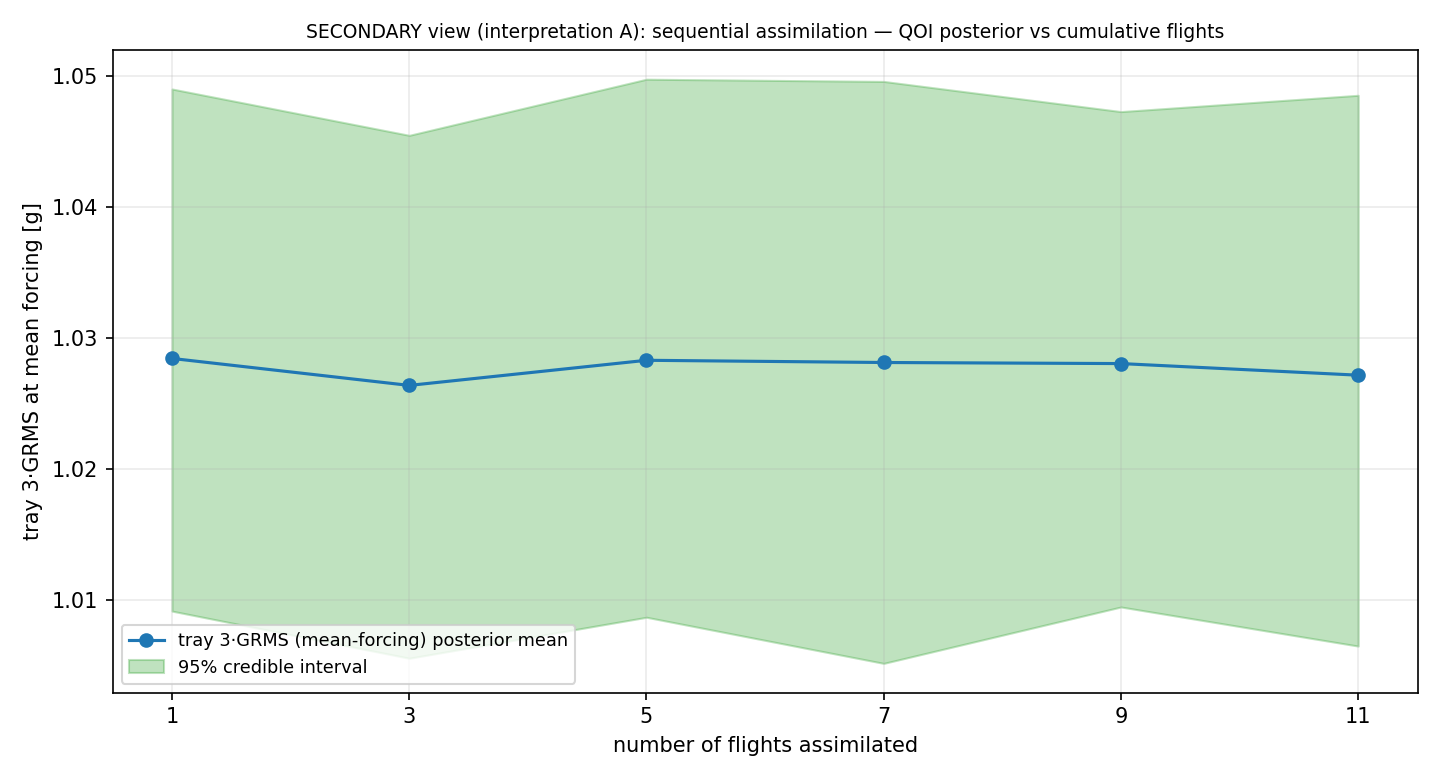 SECONDARY view (interpretation A): sequential assimilation — QOI posterior vs cumulative flights
tray 3·GRMS at mean forcing [g]
1.05
1.04
1.03
1.02
1.01
tray 3·GRMS (mean-forcing) posterior mean
95% credible interval
1 3 5 7 9 11
number of flights assimilated